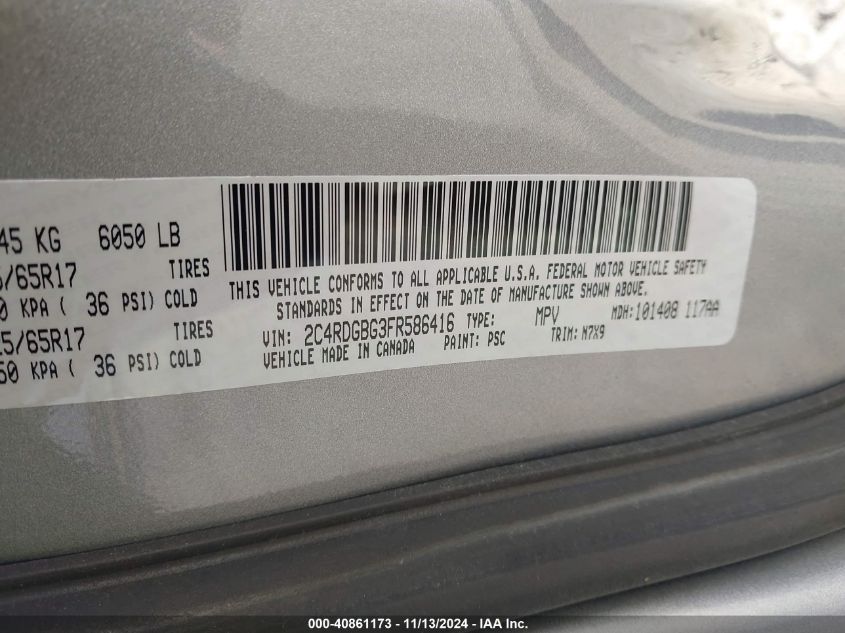 45 KG 6050 LB
/65R17 TIRES
0 KPA ( 36 PSI) COLD
5/65R17 TIRES
50 KPA ( 36 PSI) COLD
THIS VEHICLE CONFORMS TO ALL APPLICABLE U.S.A. FEDERAL MOTOR VEHICLE SAFETY
STANDARDS IN EFFECT ON THE DATE OF MANUFACTURE SHOWN ABOVE.
VIN: 2C4RDGBG3FR586416 TYPE: MPV MDH:101408 117AA
VEHICLE MADE IN CANADA PAINT: PSC TRIM: N7X9
000-40861173 - 11/13/2024 - IAA Inc.